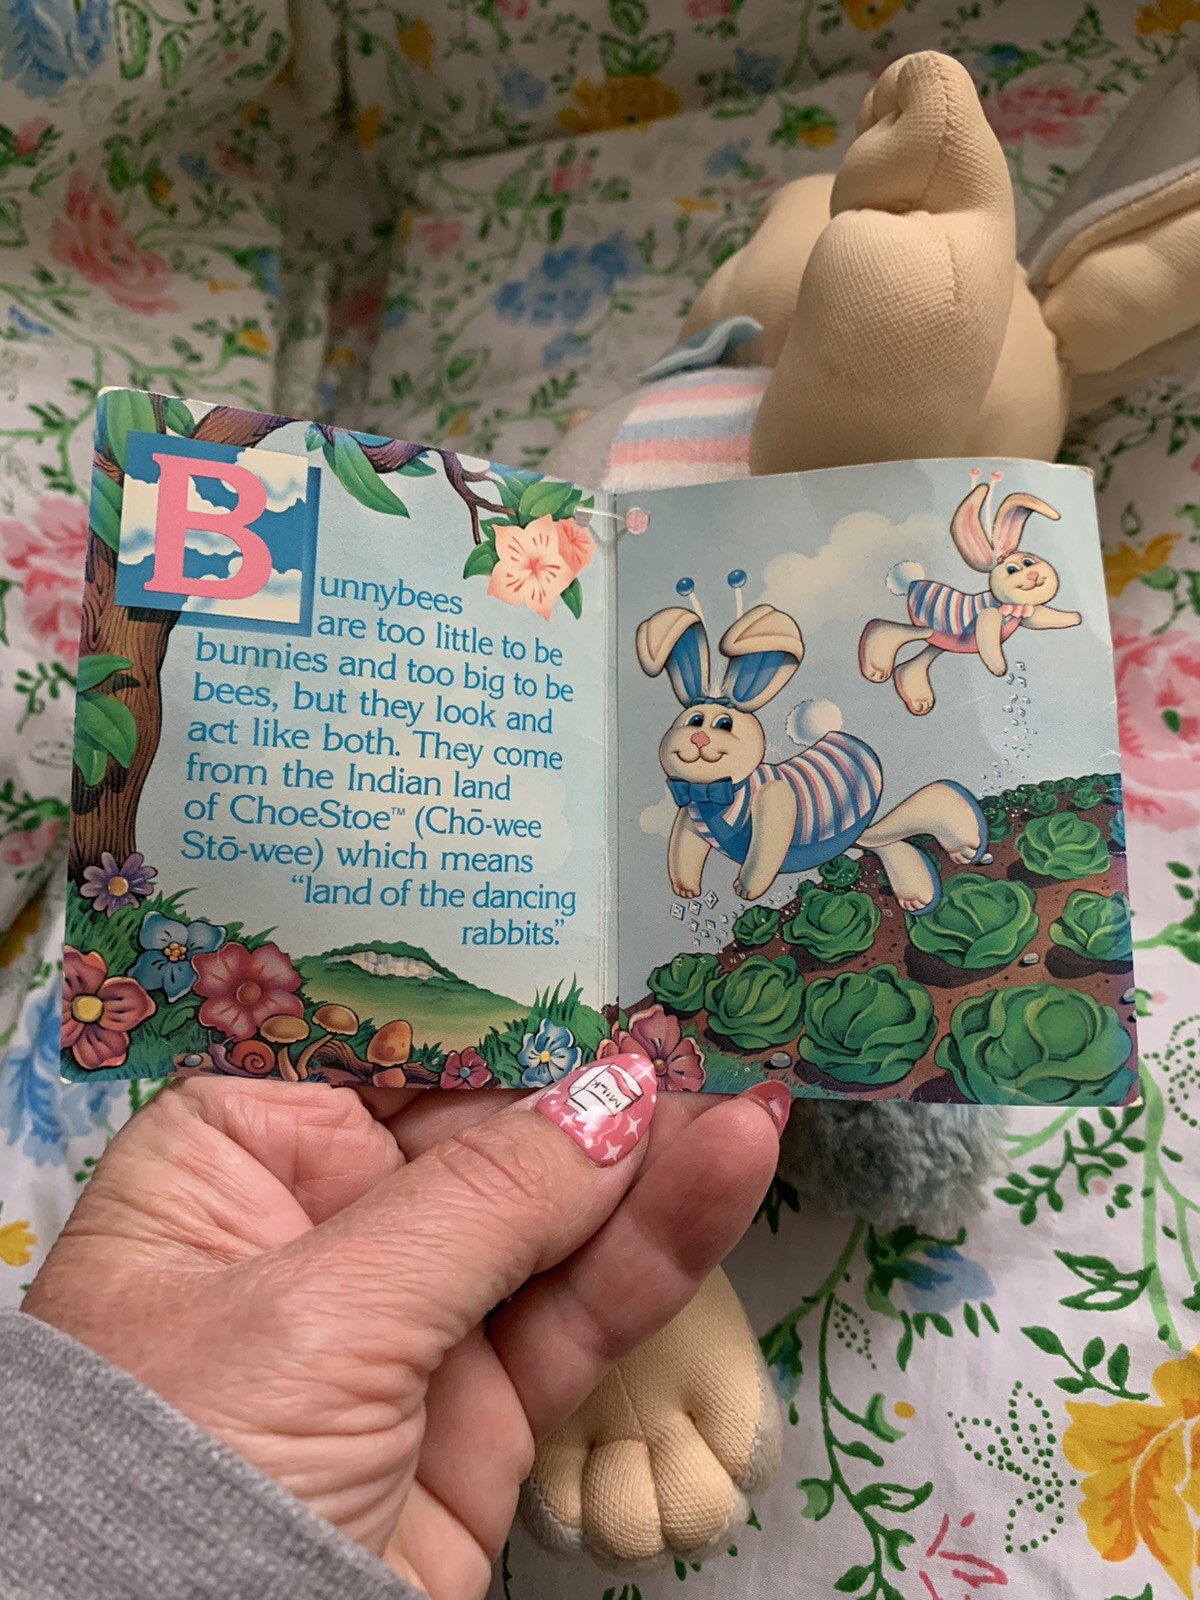 Bunnybees
are too little to be
bunnies and too big to be
bees, but they look and
act like both. They come
from the Indian land
of ChoeStoe™ (Chō-wee
Stō-wee) which means
“land of the dancing
rabbits.”
MILK